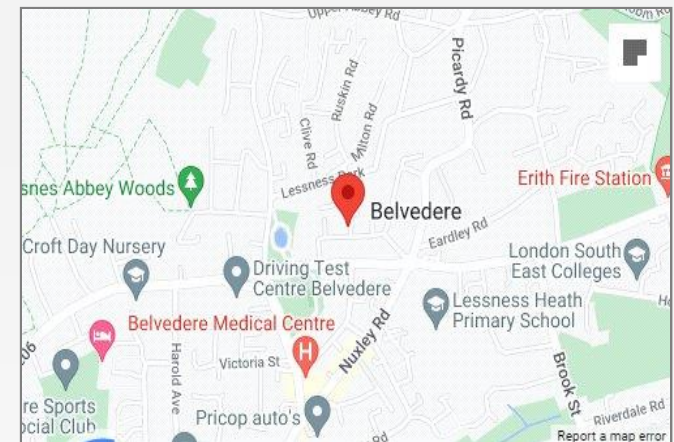 Upper Abbey Rd
Picardy Rd
Ruskin Rd
Milton Rd
Clive Rd
Lessness Park
snes Abbey Woods
Erith Fire Station
Belvedere
Eardley Rd
Croft Day Nursery
London South
East Colleges
Driving Test
Centre Belvedere
Lessness Heath
Primary School
Belvedere Medical Centre
H
Nuxley Rd
06
Harold Ave
Victoria St
Brook St
re Sports
ocial Club
Pricop auto's
Riverdale Rd
Rd
Report a map error